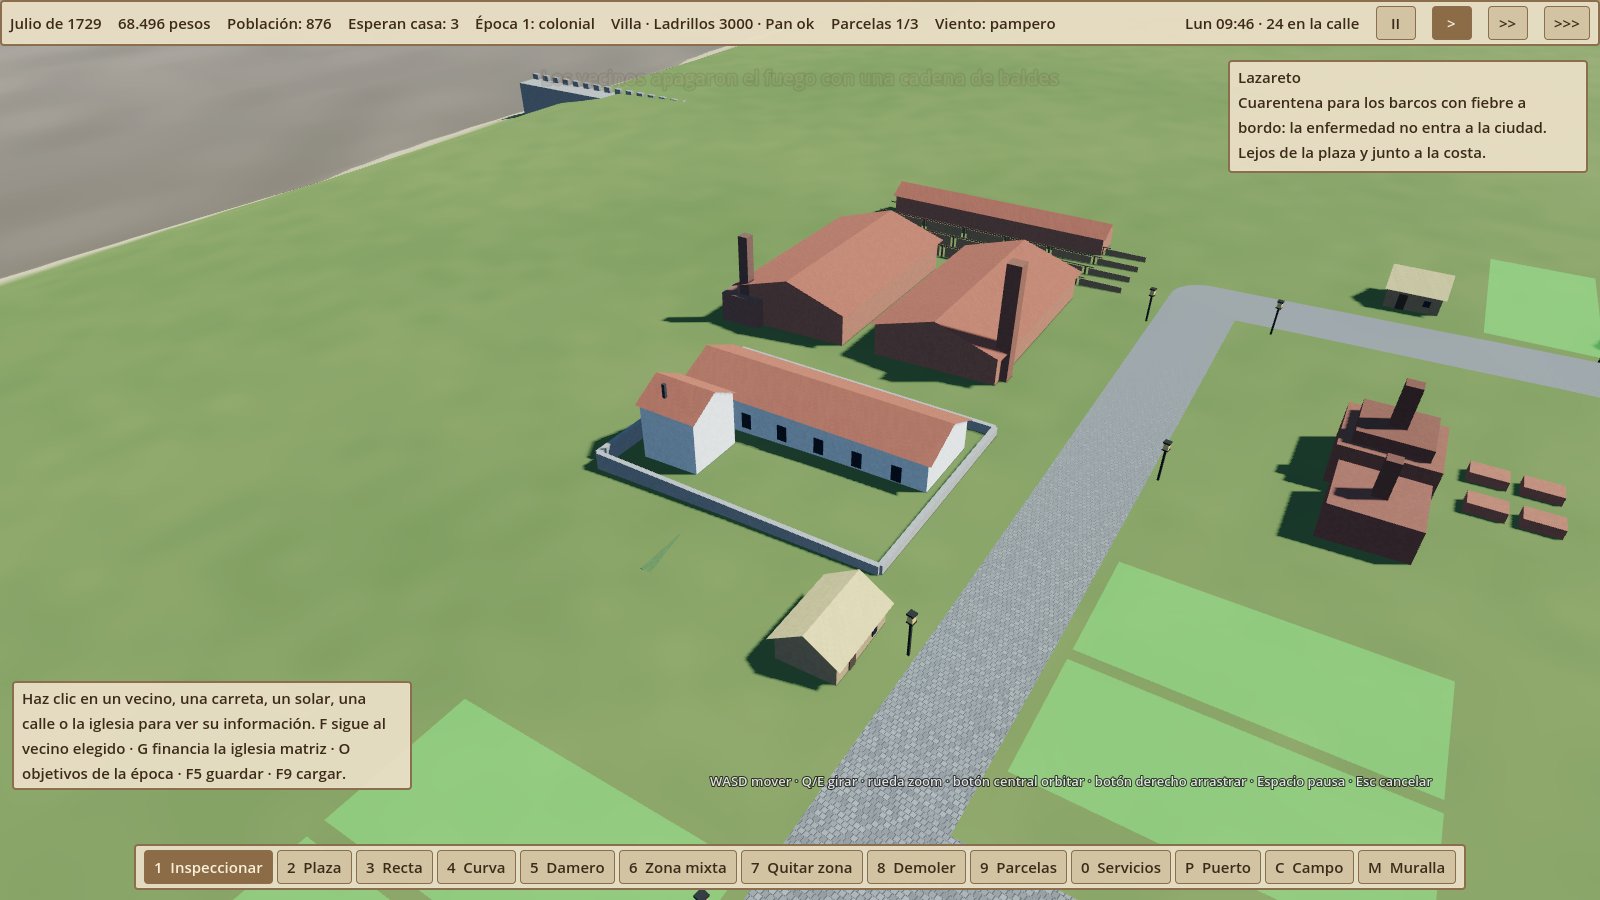 Julio de 1729 68.496 pesos Población: 876 Esperan casa: 3 Época 1: colonial Villa · Ladrillos 3000 · Pan ok Parcelas 1/3 Viento: pampero Lun 09:46 · 24 en la calle II > >> >>>
Los vecinos apagaron el fuego con una cadena de baldes
Lazareto
Cuarentena para los barcos con fiebre a
bordo: la enfermedad no entra a la ciudad.
Lejos de la plaza y junto a la costa.
Haz clic en un vecino, una carreta, un solar, una
calle o la iglesia para ver su información. F sigue al
vecino elegido · G financia la iglesia matriz · O
objetivos de la época · F5 guardar · F9 cargar.
WASD mover · Q/E girar · rueda zoom · botón central orbitar · botón derecho arrastrar · Espacio pausa · Esc cancelar
1 Inspeccionar 2 Plaza 3 Recta 4 Curva 5 Damero 6 Zona mixta 7 Quitar zona 8 Demoler 9 Parcelas 0 Servicios P Puerto C Campo M Muralla